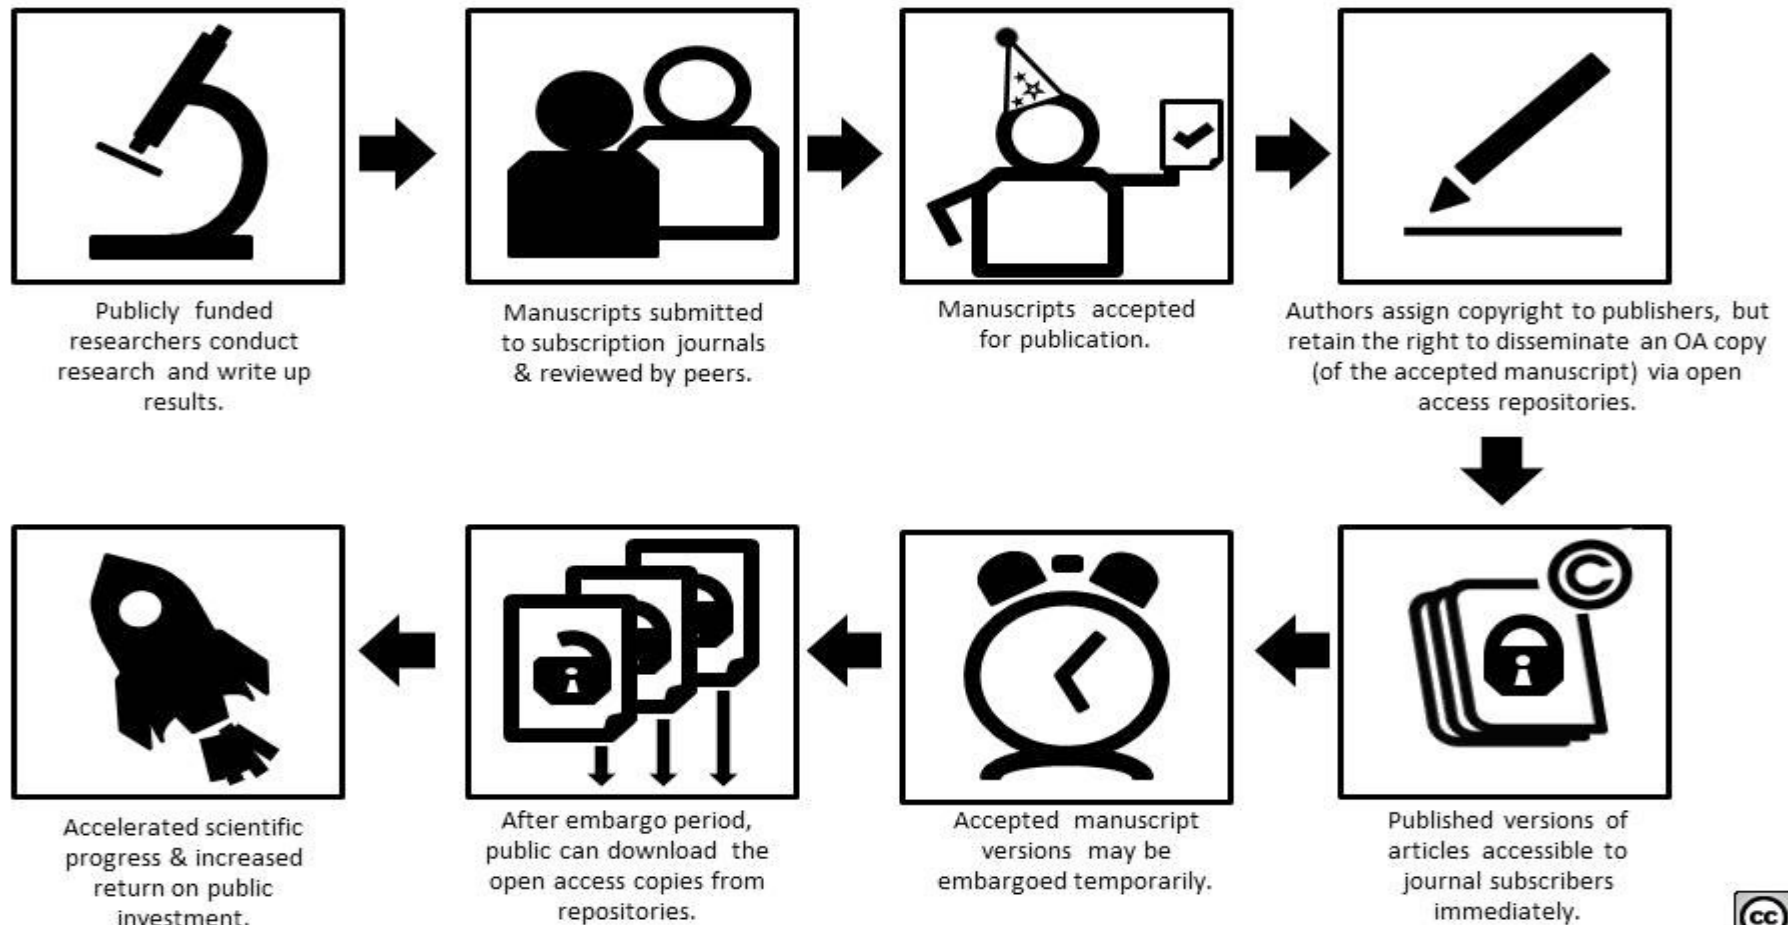 Publicly funded
researchers conduct
research and write up
results.
Manuscripts submitted
to subscription journals
& reviewed by peers.
Manuscripts accepted
for publication.
Authors assign copyright to publishers, but
retain the right to disseminate an OA copy
(of the accepted manuscript) via open
access repositories.
C
Published versions of
articles accessible to
journal subscribers
immediately.
Accepted manuscript
versions may be
embargoed temporarily.
After embargo period,
public can download the
open access copies from
repositories.
Accelerated scientific
progress & increased
return on public
investment.
cc